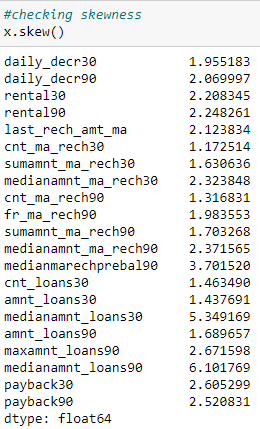 #checking skewness
x.skew()
daily_decr30 1.955183
daily_decr90 2.069997
rental30 2.208345
rental90 2.248261
last_rech_amt_ma 2.123834
cnt_ma_rech30 1.172514
sumamnt_ma_rech30 1.630636
medianamnt_ma_rech30 2.323848
cnt_ma_rech90 1.316831
fr_ma_rech90 1.983553
sumamnt_ma_rech90 1.703268
medianamnt_ma_rech90 2.371565
medianmarechprebal90 3.701520
cnt_loans30 1.463490
amnt_loans30 1.437691
medianamnt_loans30 5.349169
amnt_loans90 1.689657
maxamnt_loans90 2.671598
medianamnt_loans90 6.101769
payback30 2.605299
payback90 2.520831
dtype: float64